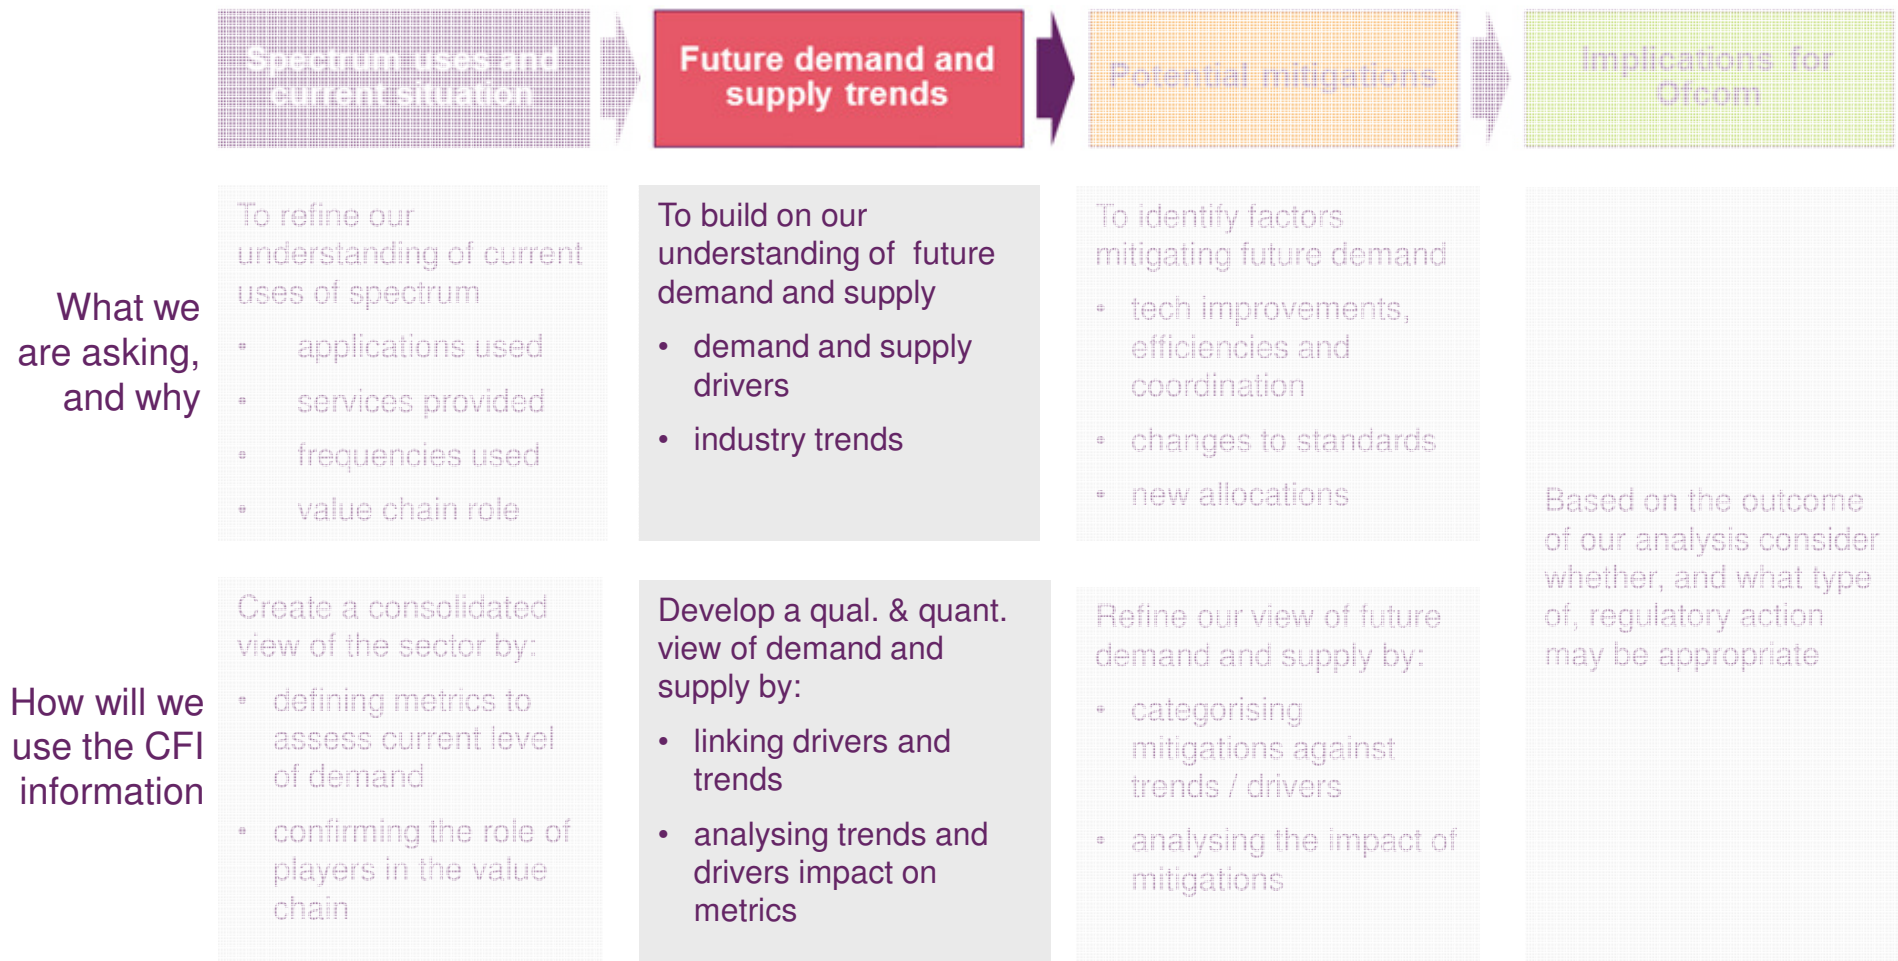 Spectrum uses and
current situation
Future demand and
supply trends
Potential mitigations
Implications for
Ofcom
What we
are asking,
and why
To refine our
understanding of current
uses of spectrum
• applications used
• services provided
• frequencies used
• value chain role
To build on our
understanding of  future
demand and supply
• demand and supply
drivers
• industry trends
To identify factors
mitigating future demand
• tech improvements,
efficiencies and
coordination
• changes to standards
• new allocations
How will we
use the CFI
information
Create a consolidated
view of the sector by:
• defining metrics to
assess current level
of demand
• confirming the role of
players in the value
chain
Develop a qual. & quant.
view of demand and
supply by:
• linking drivers and
trends
• analysing trends and
drivers impact on
metrics
Refine our view of future
demand and supply by:
• categorising
mitigations against
trends / drivers
• analysing the impact of
mitigations
Based on the outcome
of our analysis consider
whether, and what type
of, regulatory action
may be appropriate